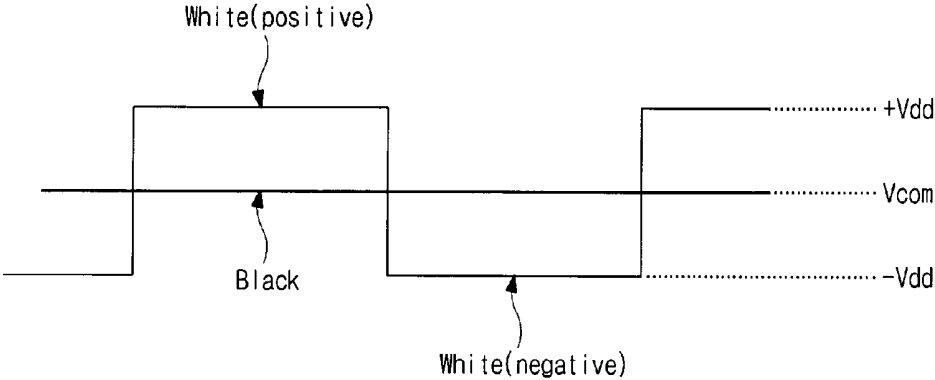 White(positive)
+Vdd
Vcom
Black
-Vdd
White(negative)